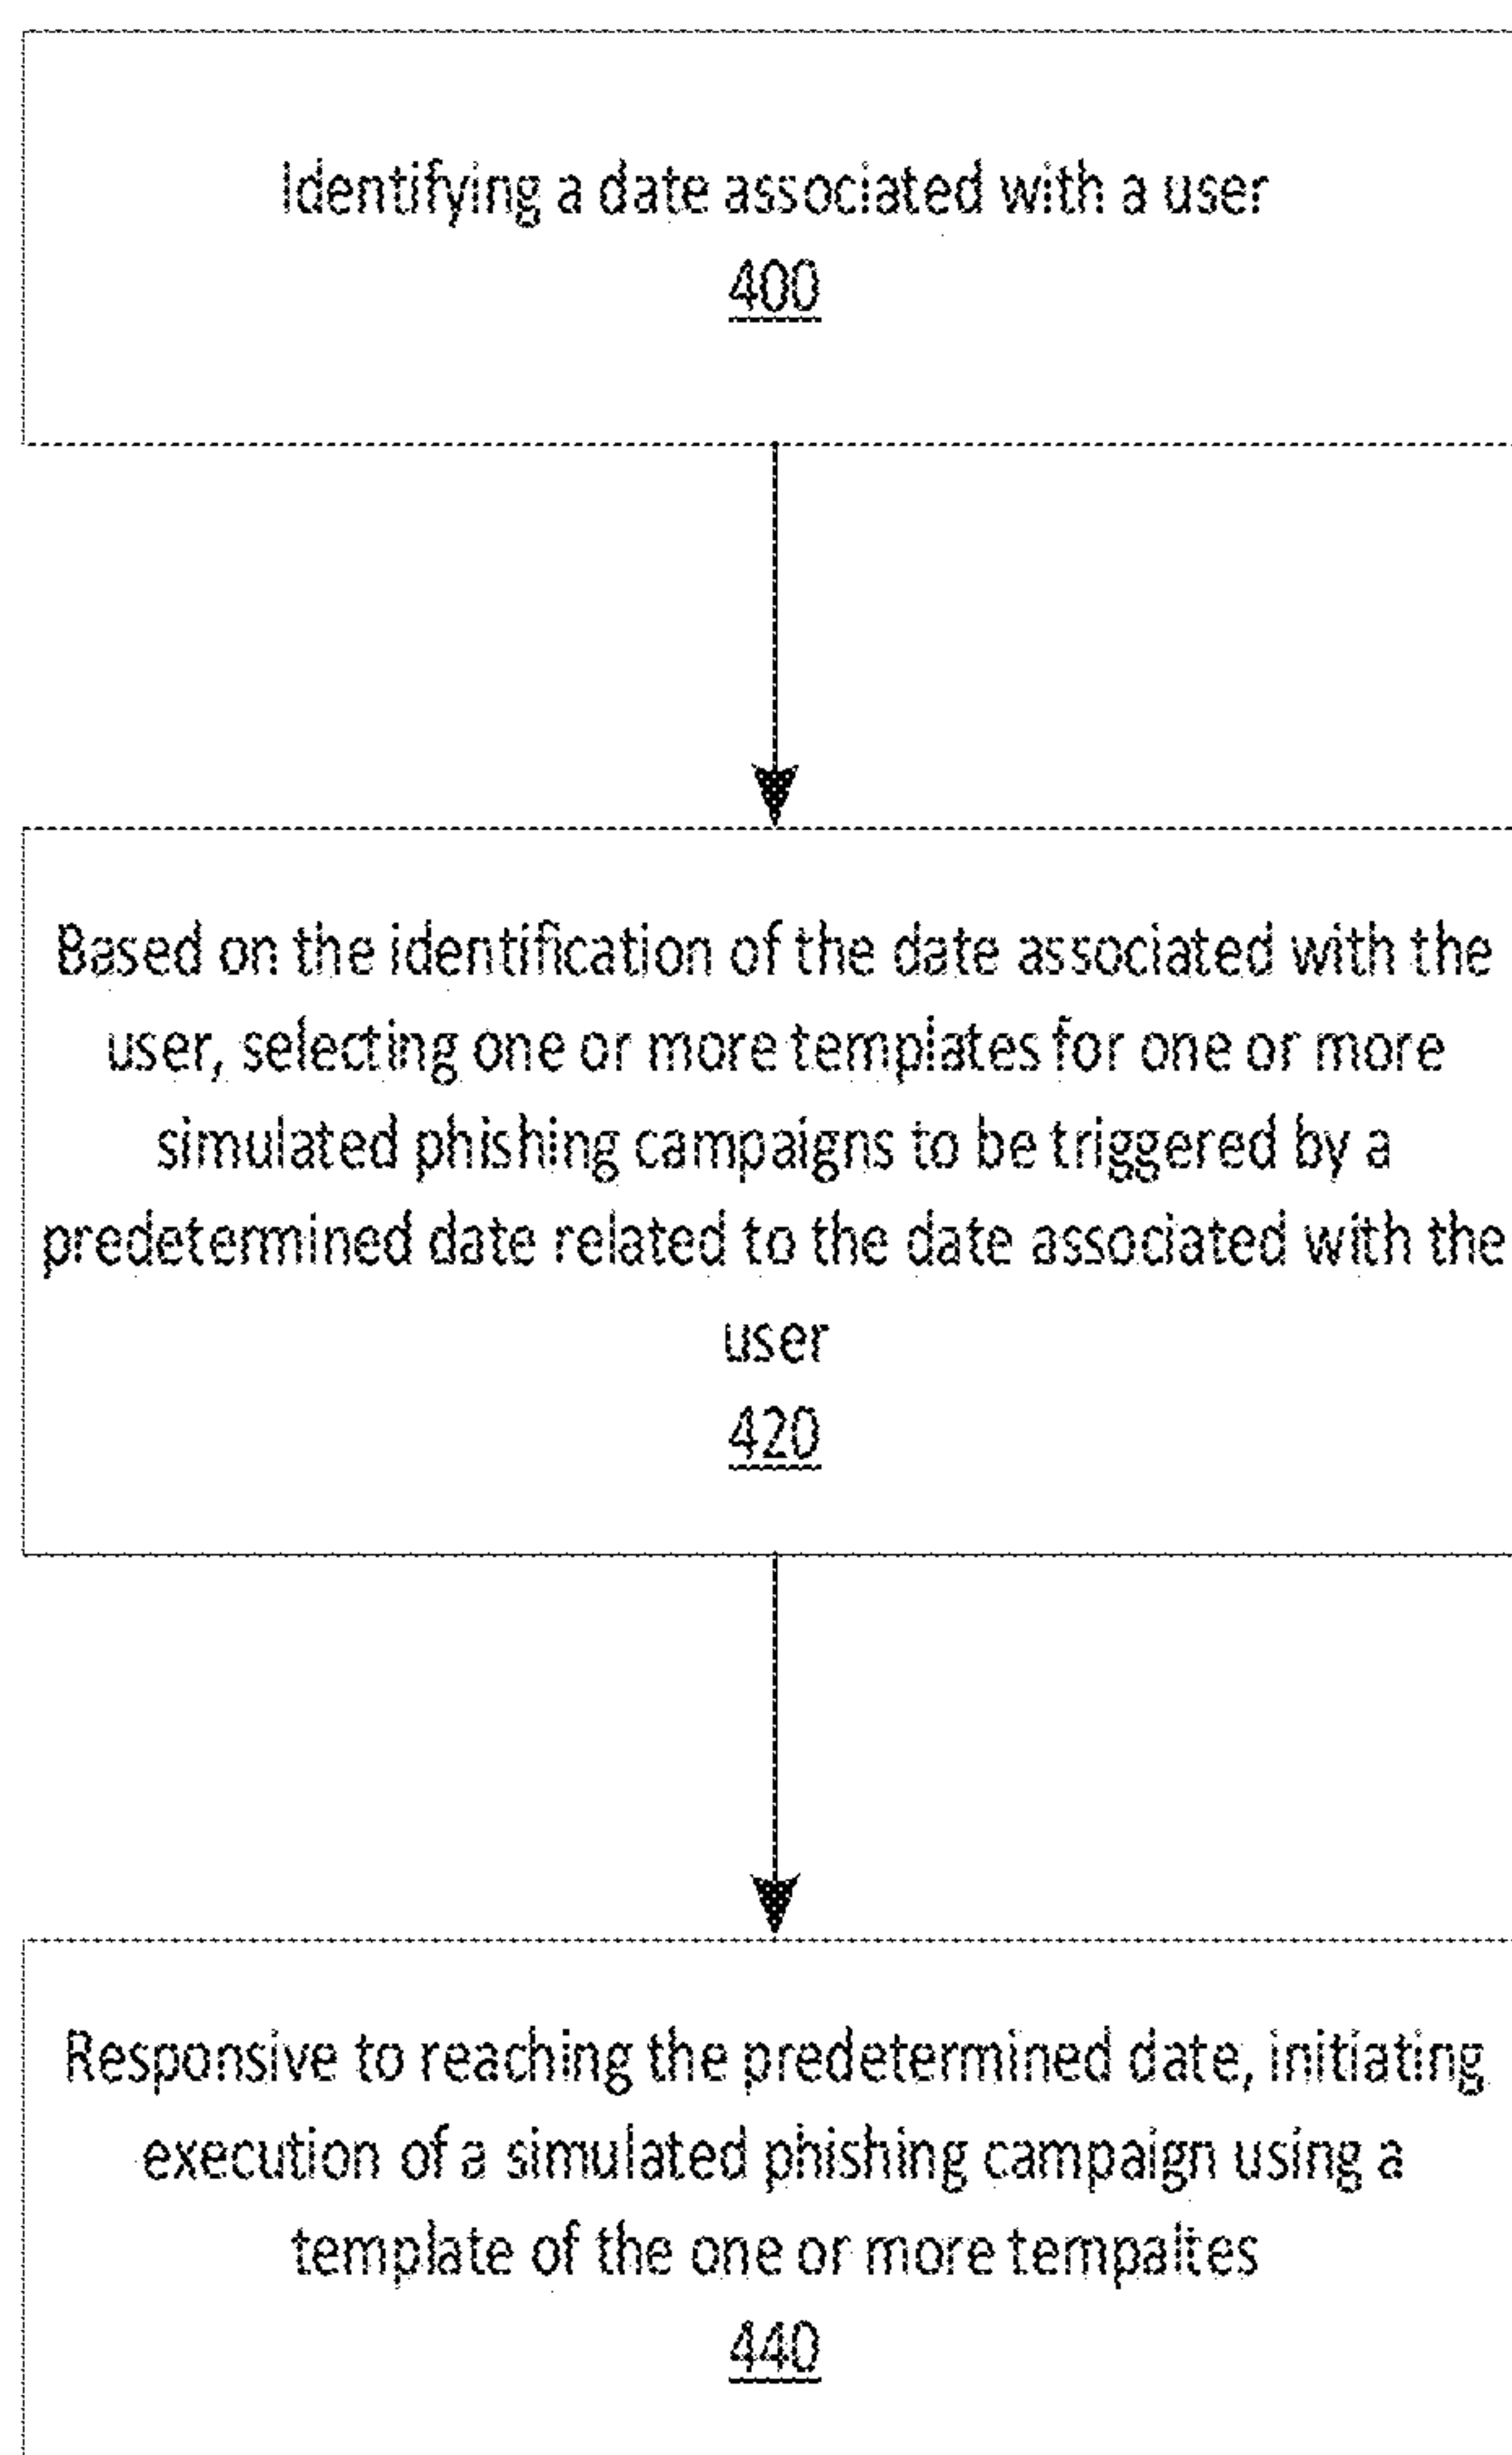 Identifying a date associated with a user
400
Based on the identification of the date associated with the
user, selecting one or more templates for one or more
simulated phishing campaigns to be triggered by a
predetermined date related to the date associated with the
user
420
Responsive to reaching the predetermined date, initiating
execution of a simulated phishing campaign using a
template of the one or more tempaltes
440